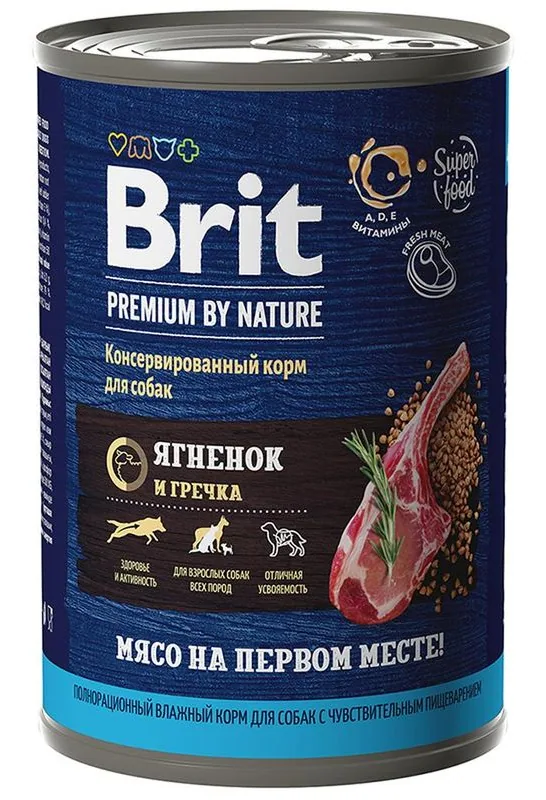 Brit
PREMIUM BY NATURE
Консервированный корм
для собак
A, D, E
ВИТАМИНЫ
Super
food
FRESH MEAT
ЯГНЕНОК
И ГРЕЧКА
ЗДОРОВЬЕ
И АКТИВНОСТЬ
ДЛЯ ВЗРОСЛЫХ СОБАК
ВСЕХ ПОРОД
ОТЛИЧНАЯ
УСВОЯЕМОСТЬ
МЯСО НА ПЕРВОМ МЕСТЕ!
ПОЛНОРАЦИОННЫЙ ВЛАЖНЫЙ КОРМ ДЛЯ СОБАК С ЧУВСТВИТЕЛЬНЫМ ПИЩЕВАРЕНИЕМ